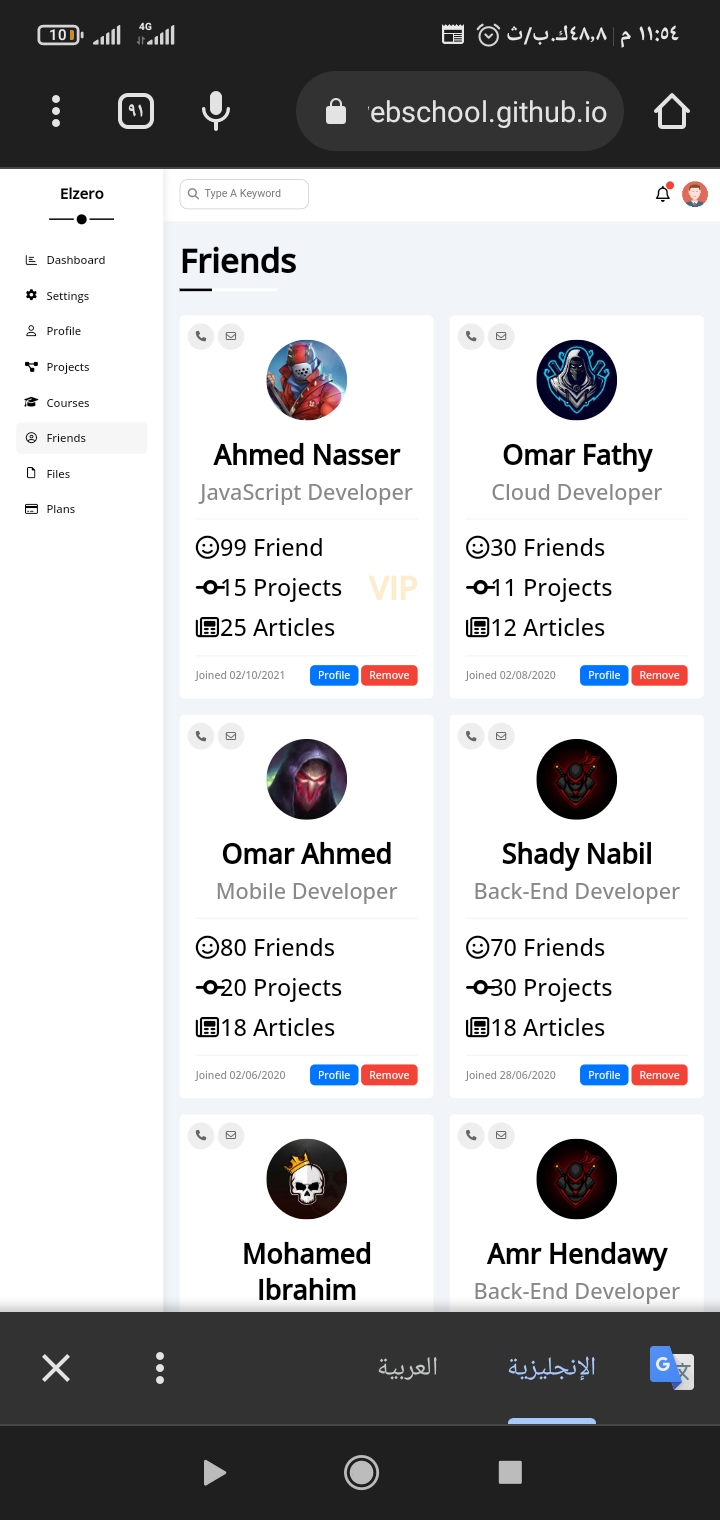 10
4G
١١:٥٤ م | ٤٨,٨ك.ب/ث
٩١
ebschool.github.io
Elzero
Type A Keyword
Dashboard
Settings
Profile
Projects
Courses
Friends
Files
Plans
Friends
Ahmed Nasser
JavaScript Developer
99 Friend
15 Projects
VIP
25 Articles
Joined 02/10/2021
Profile
Remove
Omar Fathy
Cloud Developer
30 Friends
11 Projects
12 Articles
Joined 02/08/2020
Profile
Remove
Omar Ahmed
Mobile Developer
80 Friends
20 Projects
18 Articles
Joined 02/06/2020
Profile
Remove
Shady Nabil
Back-End Developer
70 Friends
30 Projects
18 Articles
Joined 28/06/2020
Profile
Remove
Mohamed
Ibrahim
Amr Hendawy
Back-End Developer
الإنجليزية
العربية
G